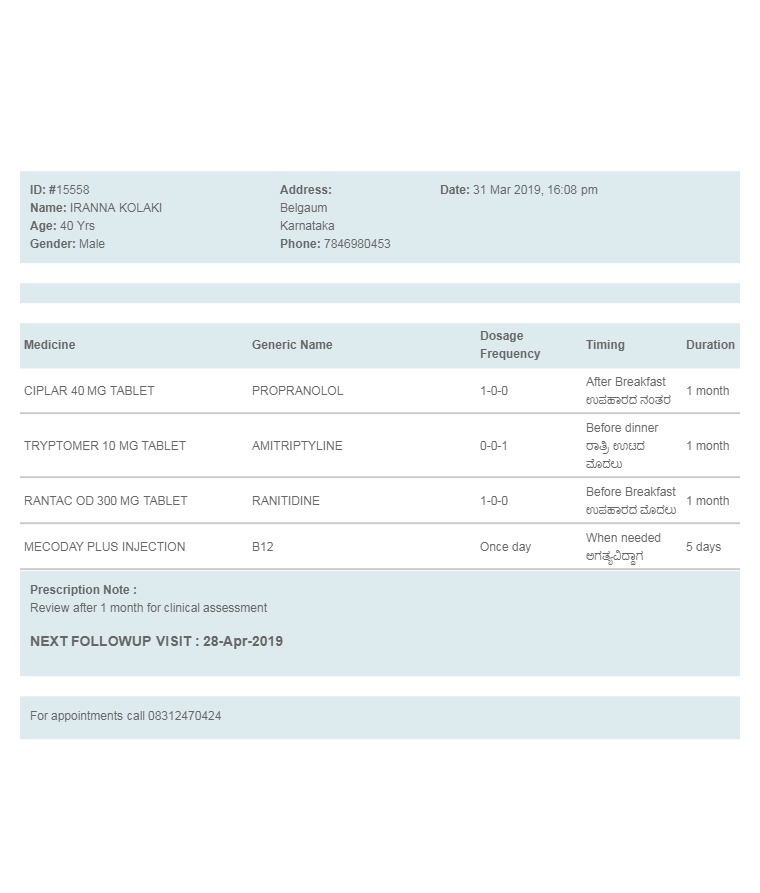 ID: #15558
Name: IRANNA KOLAKI
Age: 40 Yrs
Gender: Male
Address:
Belgaum
Karnataka
Phone: 7846980453
Date: 31 Mar 2019, 16:08 pm
Medicine Generic Name Dosage Frequency Timing Duration
CIPLAR 40 MG TABLET PROPRANOLOL 1-0-0 After Breakfast 1 month
ಉಪಹಾರದ ನಂತರ
TRYPTOMER 10 MG TABLET AMITRIPTYLINE 0-0-1 Before dinner 1 month
ರಾತ್ರಿ ಊಟದ
ಮೊದಲು
RANTAC OD 300 MG TABLET RANITIDINE 1-0-0 Before Breakfast 1 month
ಉಪಹಾರದ ಮೊದಲು
MECODAY PLUS INJECTION B12 Once day When needed 5 days
ಅಗತ್ಯವಿದ್ದಾಗ
Prescription Note :
Review after 1 month for clinical assessment
NEXT FOLLOWUP VISIT : 28-Apr-2019
For appointments call 08312470424